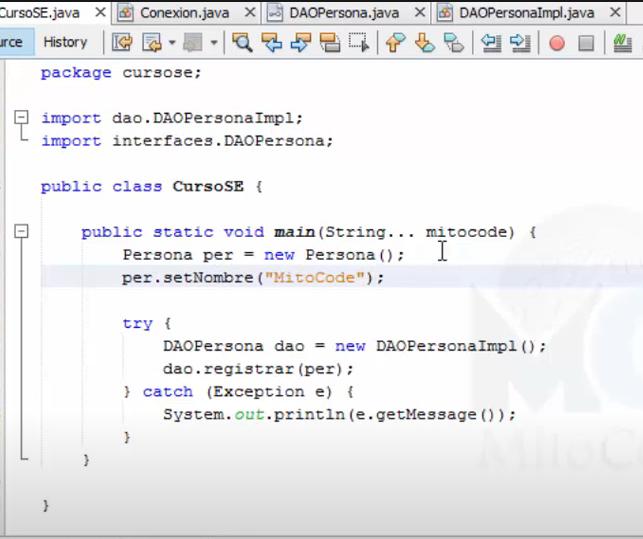 CursoSE.java Conexion.java DAOPersona.java DAOPersonaImpl.java
History
package cursose;
import dao.DAOPersonaImpl;
import interfaces.DAOPersona;
public class CursoSE {
public static void main(String... mitocode) {
Persona per = new Persona();
per.setNombre("MitoCode");
try {
DAOPersona dao = new DAOPersonaImpl();
dao.registrar(per);
} catch (Exception e) {
System.out.println(e.getMessage());
}
}
}